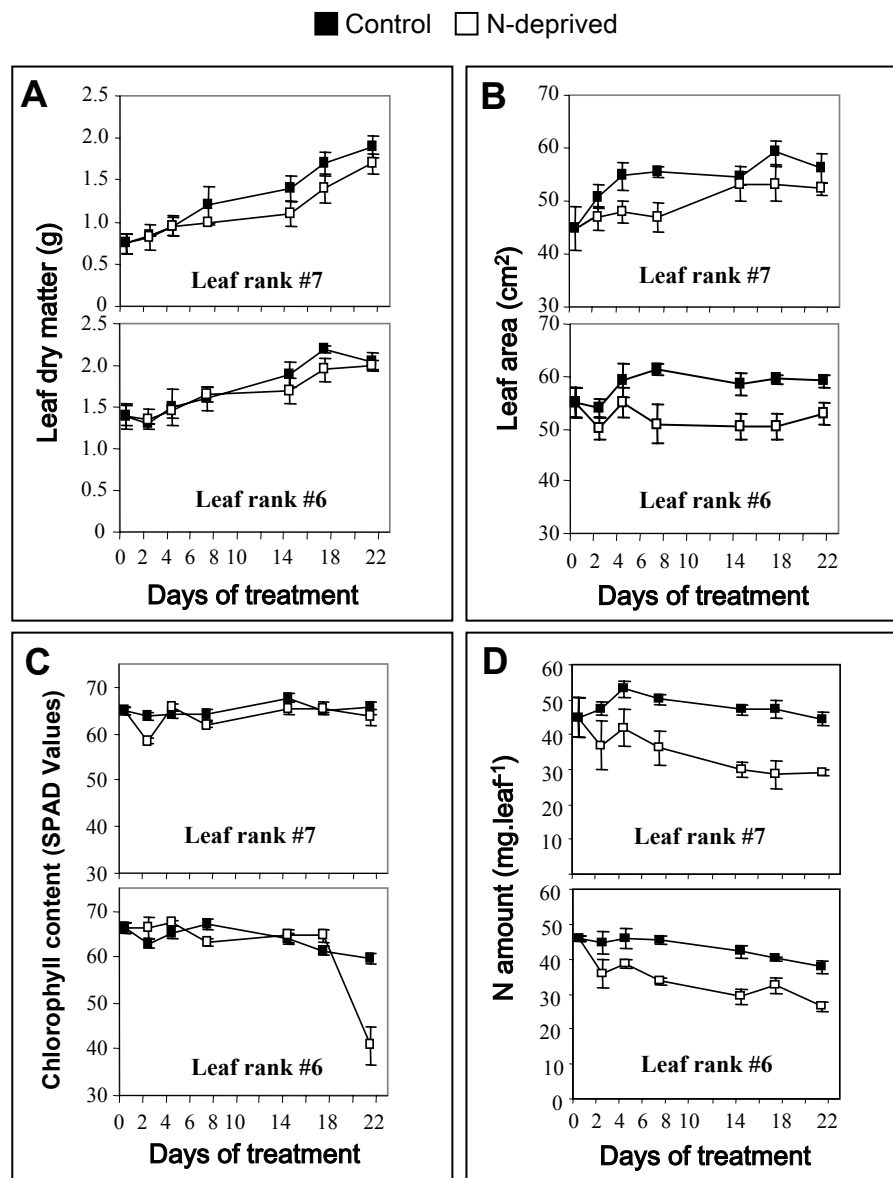 Control N-deprived
A
2.5
2.0
1.5
1.0
0.5
0
Leaf rank #7
2.5
2.0
1.5
1.0
0.5
0
Leaf rank #6
Leaf dry matter (g)
0 2 4 6 8 10 14 18 22
Days of treatment
B
70
60
50
40
30
Leaf rank #7
70
60
50
40
30
Leaf rank #6
Leaf area (cm²)
0 2 4 6 8 10 14 18 22
Days of treatment
C
70
60
50
40
30
Leaf rank #7
70
60
50
40
30
Leaf rank #6
Chlorophyll content (SPAD Values)
0 2 4 6 8 10 14 18 22
Days of treatment
D
60
50
40
30
20
10
0
Leaf rank #7
60
50
40
30
20
10
0
Leaf rank #6
N amount (mg.leaf⁻¹)
0 2 4 6 8 10 14 18 22
Days of treatment